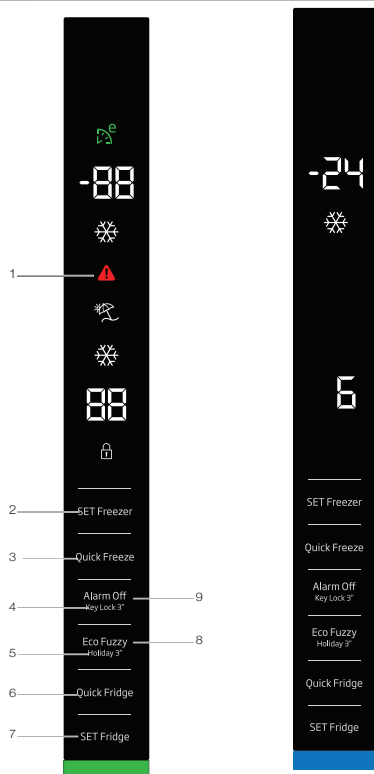 e
-88
1
88
2
SET Freezer
3
Quick Freeze
Alarm Off
9
4
Key Lock 3"
Eco Fuzzy
8
5
Holiday 3"
6
Quick Fridge
7
SET Fridge
-24
6
SET Freezer
Quick Freeze
Alarm Off
Key Lock 3"
Eco Fuzzy
Holiday 3"
Quick Fridge
SET Fridge